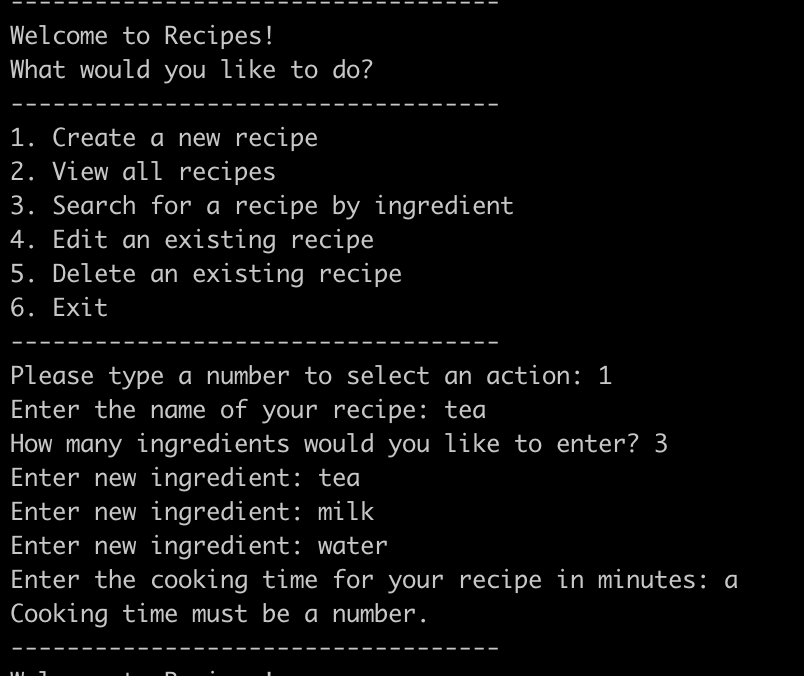 -----------------------------------
Welcome to Recipes!
What would you like to do?
-----------------------------------
1. Create a new recipe
2. View all recipes
3. Search for a recipe by ingredient
4. Edit an existing recipe
5. Delete an existing recipe
6. Exit
-----------------------------------
Please type a number to select an action: 1
Enter the name of your recipe: tea
How many ingredients would you like to enter? 3
Enter new ingredient: tea
Enter new ingredient: milk
Enter new ingredient: water
Enter the cooking time for your recipe in minutes: a
Cooking time must be a number.
-----------------------------------
Welcome to Recipes!